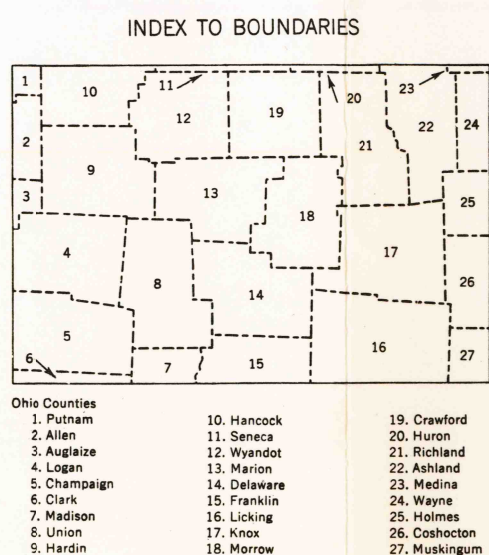 INDEX TO BOUNDARIES
1
10
11
12
19
20
21
23
22
24
2
9
3
13
18
25
4
8
14
17
26
5
6
7
15
16
27
Ohio Counties
1. Putnam
2. Allen
3. Auglaize
4. Logan
5. Champaign
6. Clark
7. Madison
8. Union
9. Hardin
10. Hancock
11. Seneca
12. Wyandot
13. Marion
14. Delaware
15. Franklin
16. Licking
17. Knox
18. Morrow
19. Crawford
20. Huron
21. Richland
22. Ashland
23. Medina
24. Wayne
25. Holmes
26. Coshocton
27. Muskingum